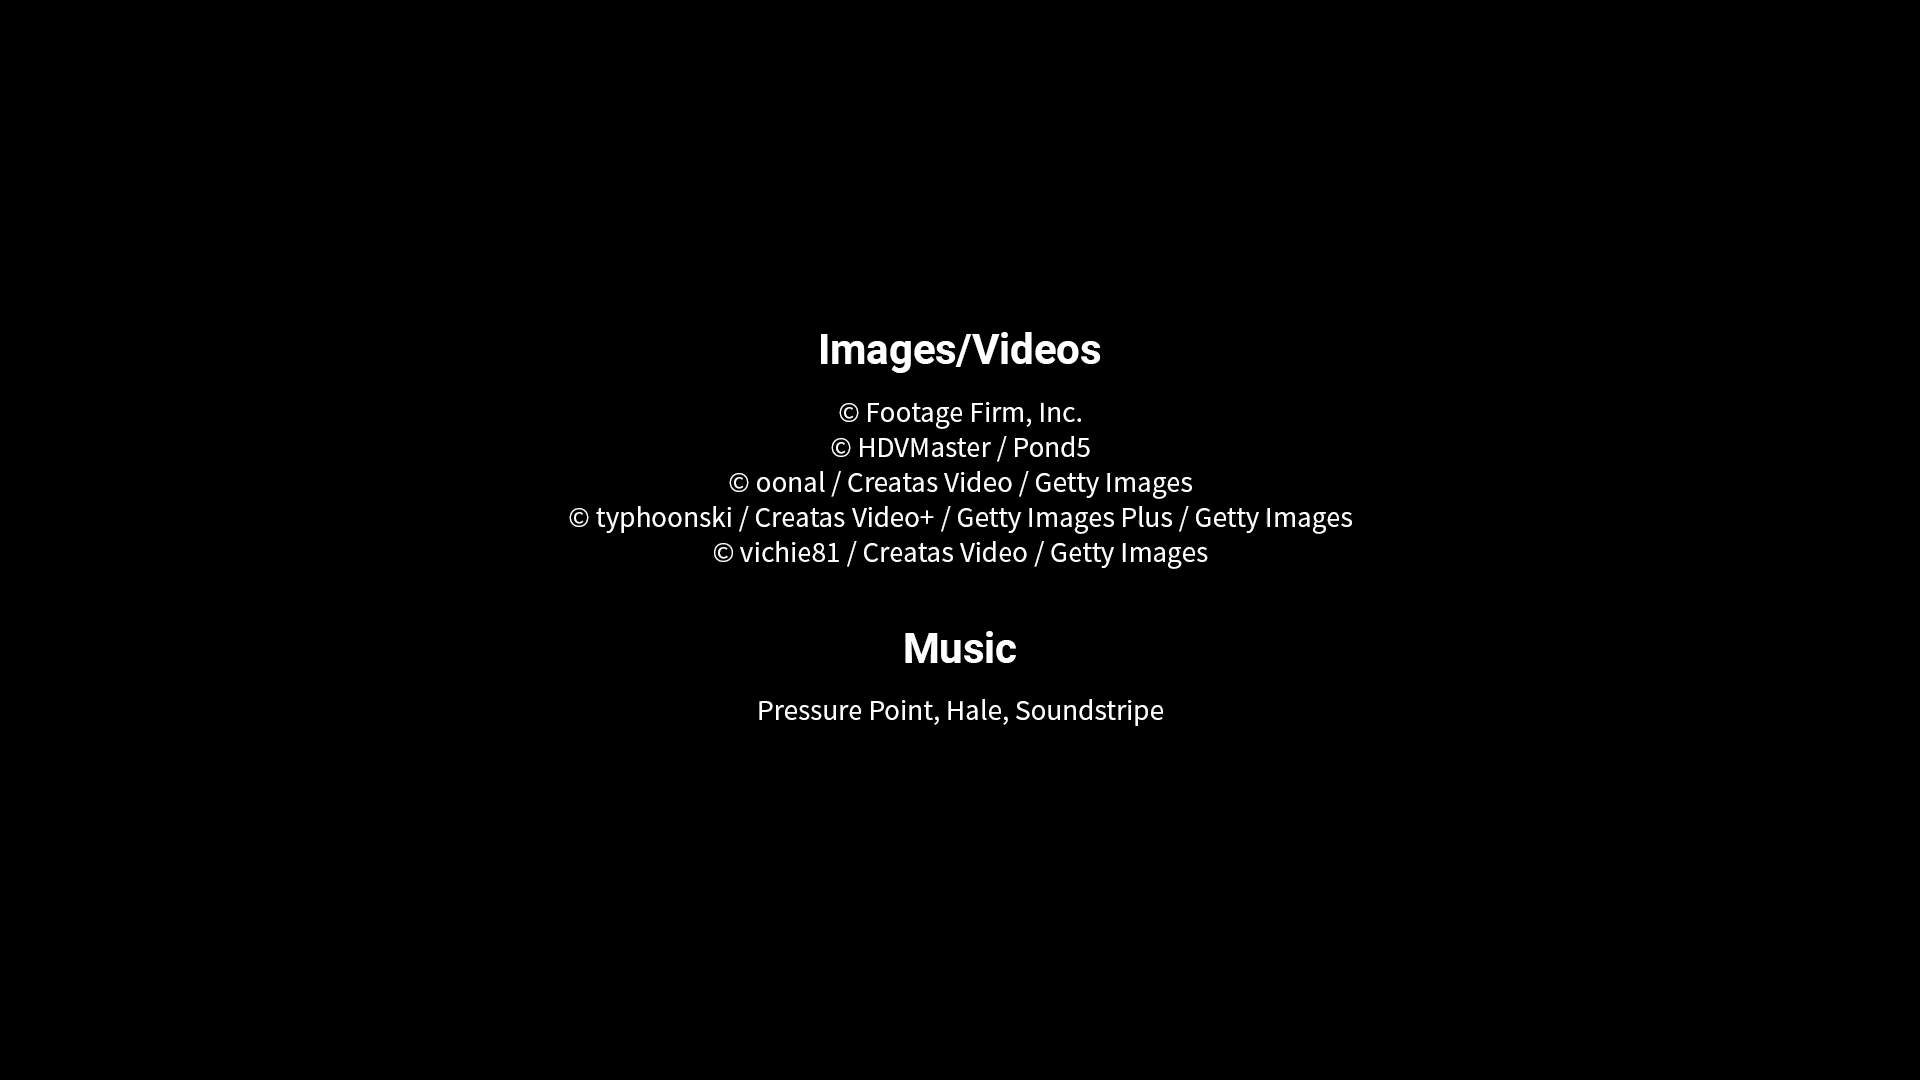 Images/Videos
© Footage Firm, Inc.
© HDVMaster / Pond5
© oonal / Creatas Video / Getty Images
© typhoonski / Creatas Video+ / Getty Images Plus / Getty Images
© vichie81 / Creatas Video / Getty Images
Music
Pressure Point, Hale, Soundstripe